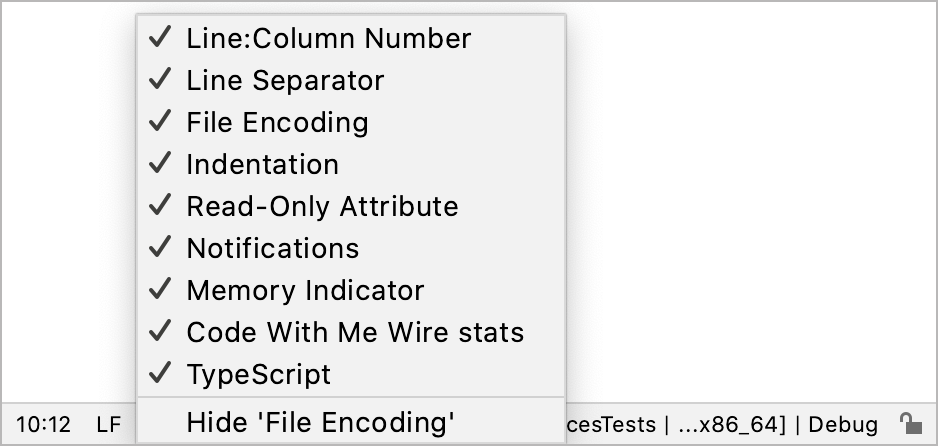 Line:Column Number
Line Separator
File Encoding
Indentation
Read-Only Attribute
Notifications
Memory Indicator
Code With Me Wire stats
TypeScript
Hide 'File Encoding'
10:12 LF cesTests | ...x86_64] | Debug